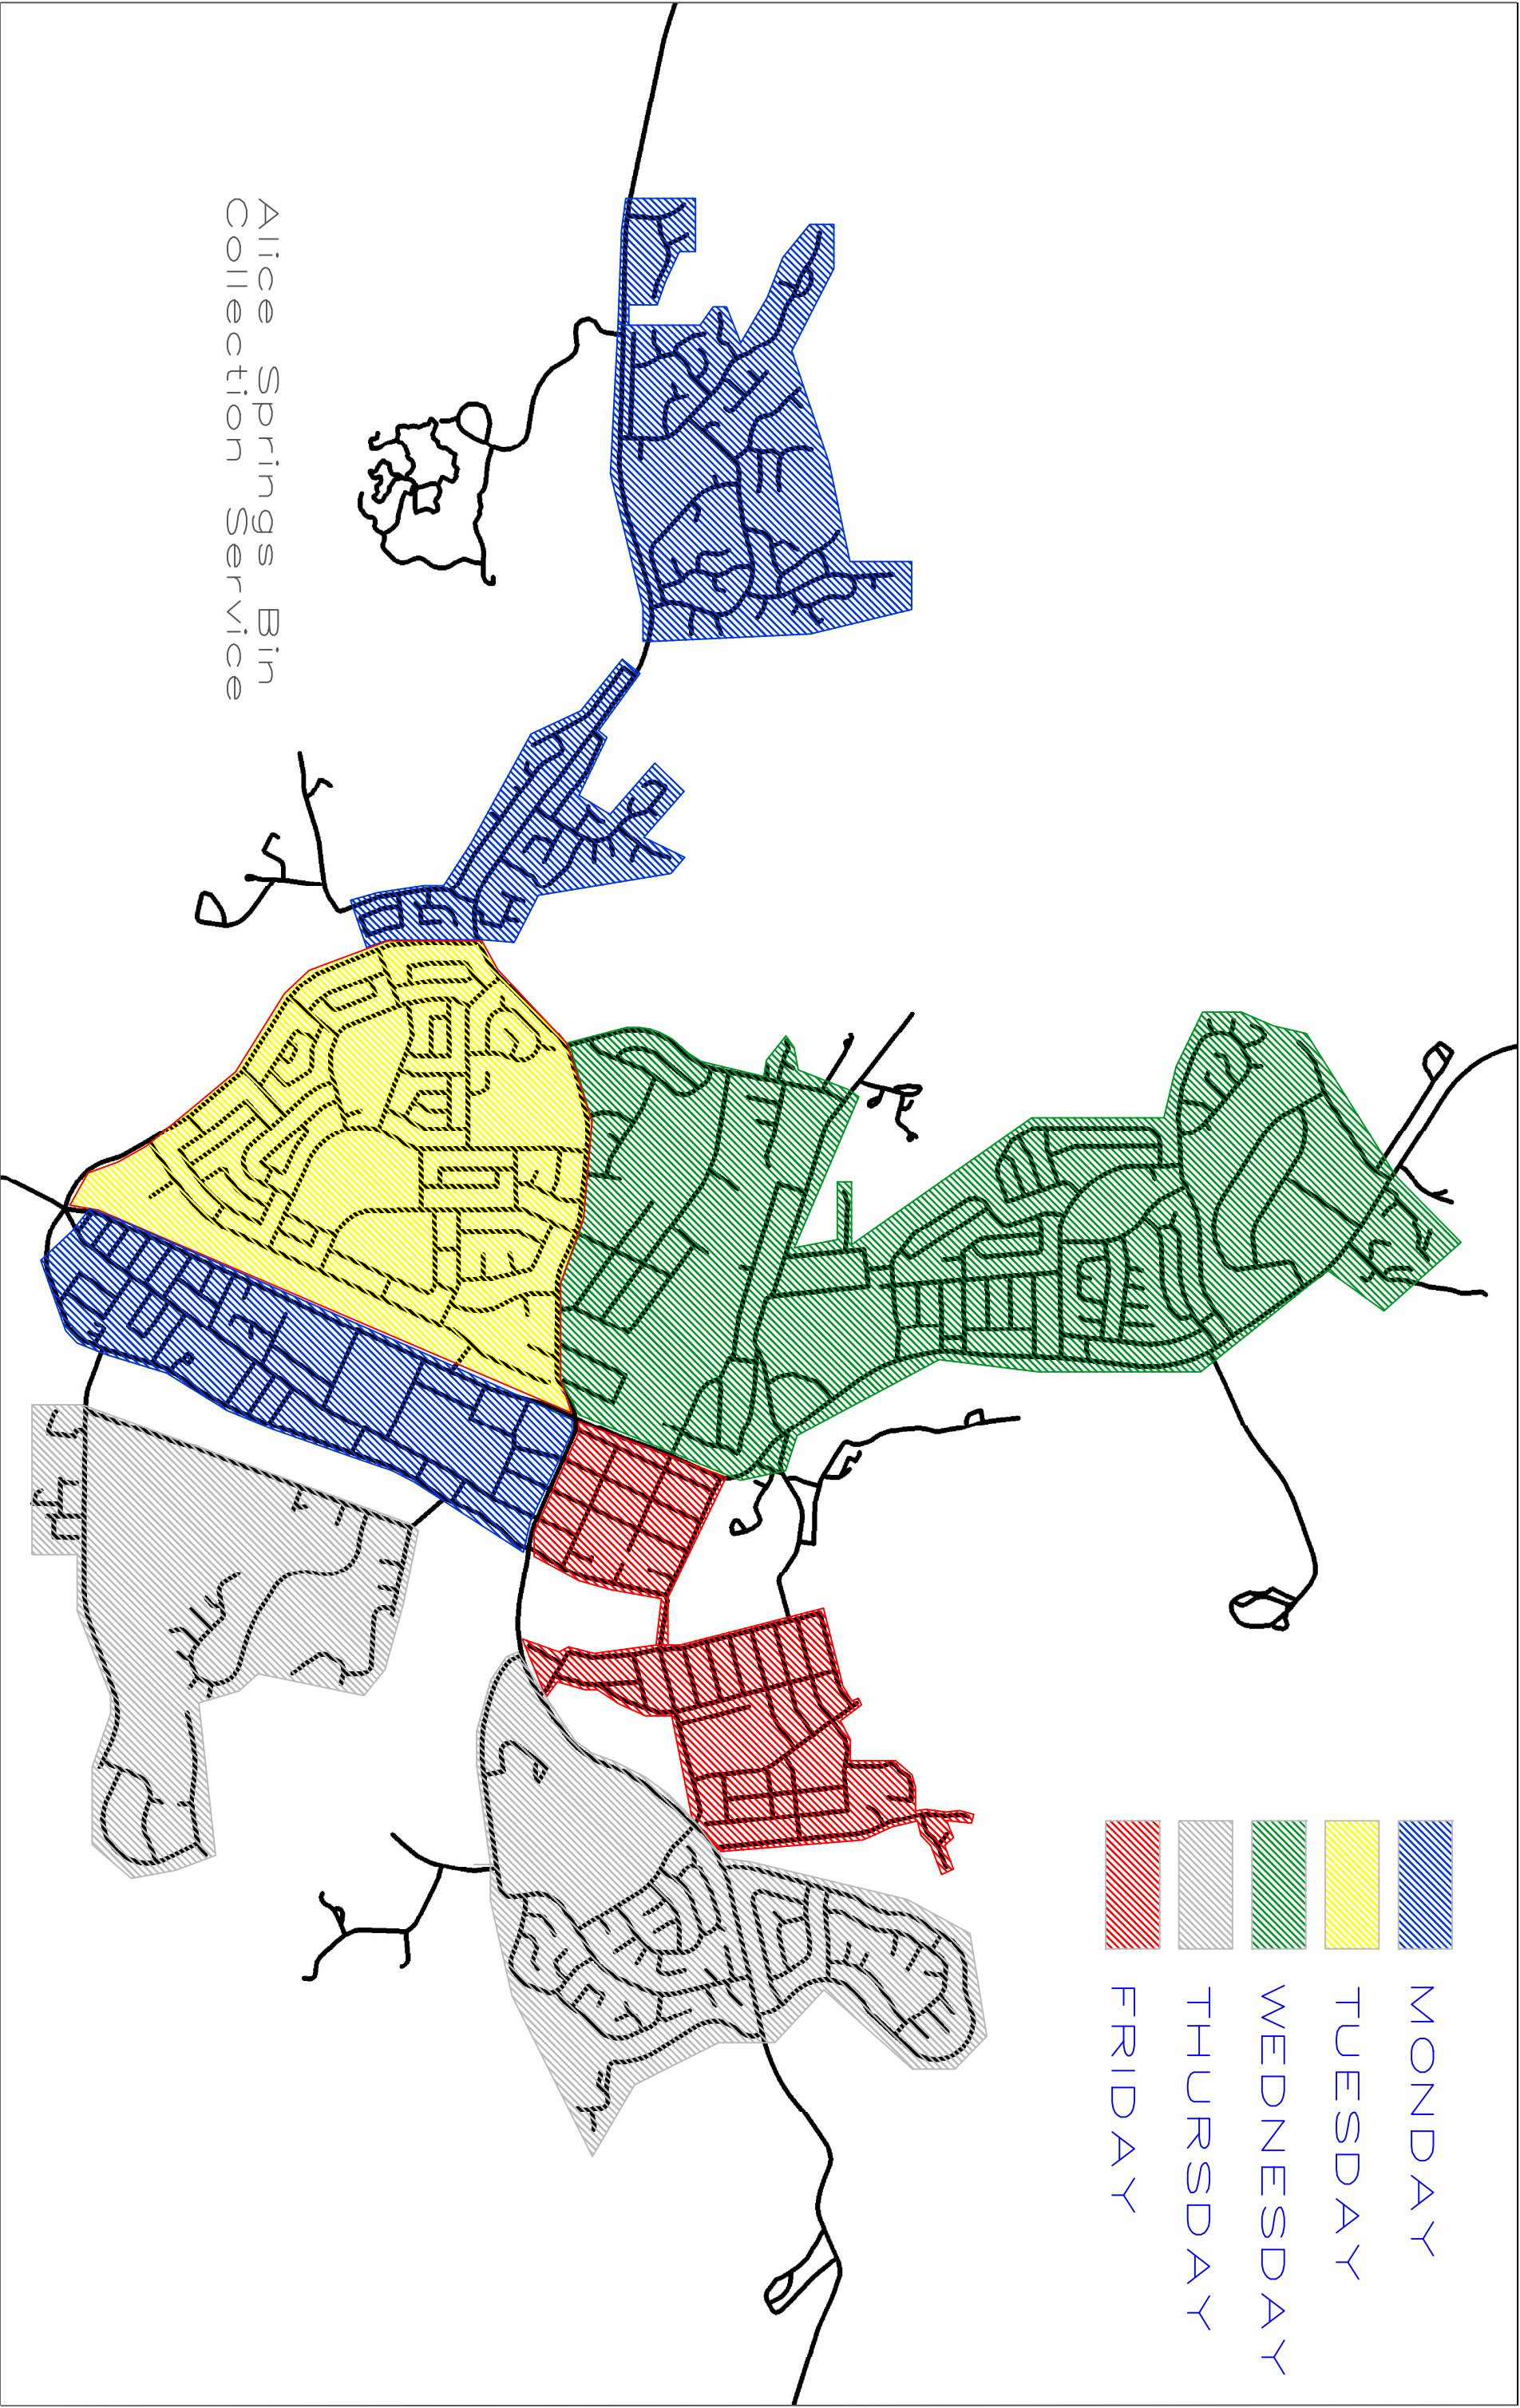 Alice Springs Bin
Collection Service
MONDAY
TUESDAY
WEDNESDAY
THURSDAY
FRIDAY